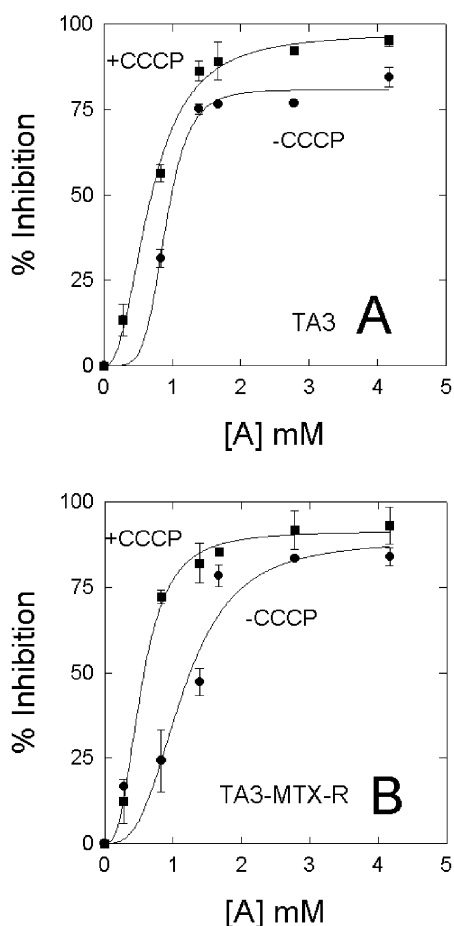 100
+CCCP
75
-CCCP
% Inhibition
50
25
TA3 A
0
0 1 2 3 4 5
[A] mM
100
+CCCP
75
-CCCP
% Inhibition
50
25
TA3-MTX-R B
0
0 1 2 3 4 5
[A] mM